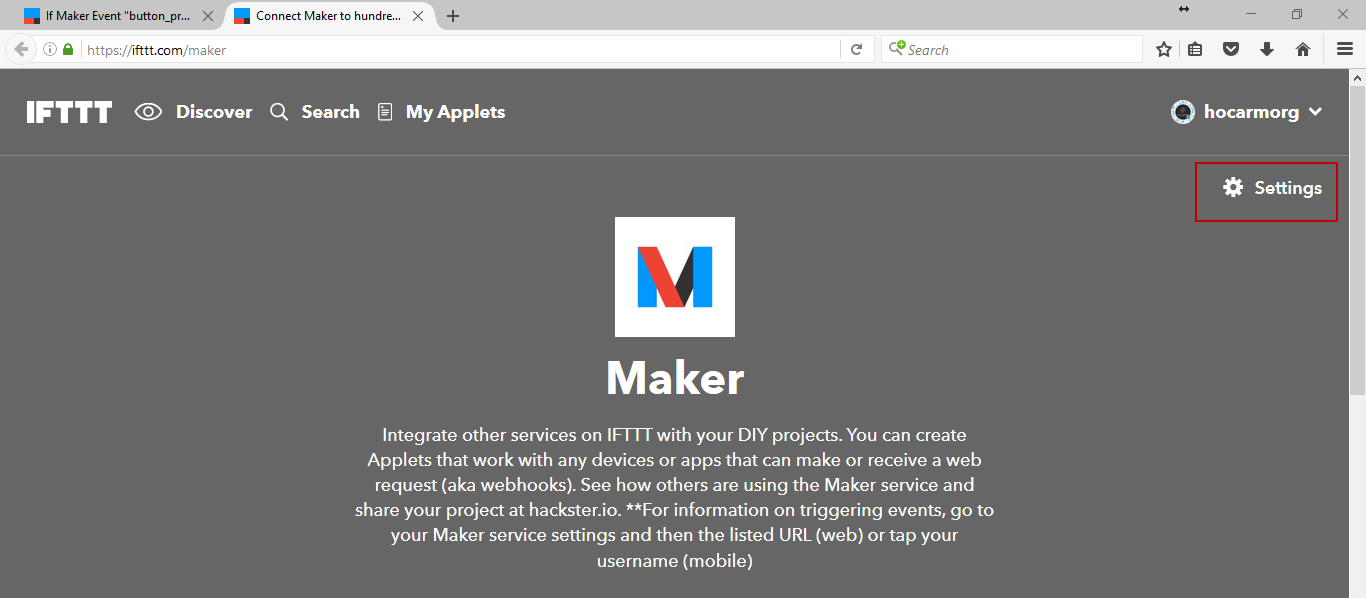 If Maker Event "button_pr...
Connect Maker to hundre...
https://ifttt.com/maker
Search
IFTTT
Discover
Search
My Applets
hocarmorg
Settings
M
Maker
Integrate other services on IFTTT with your DIY projects. You can create
Applets that work with any devices or apps that can make or receive a web
request (aka webhooks). See how others are using the Maker service and
share your project at hackster.io. **For information on triggering events, go to
your Maker service settings and then the listed URL (web) or tap your
username (mobile)